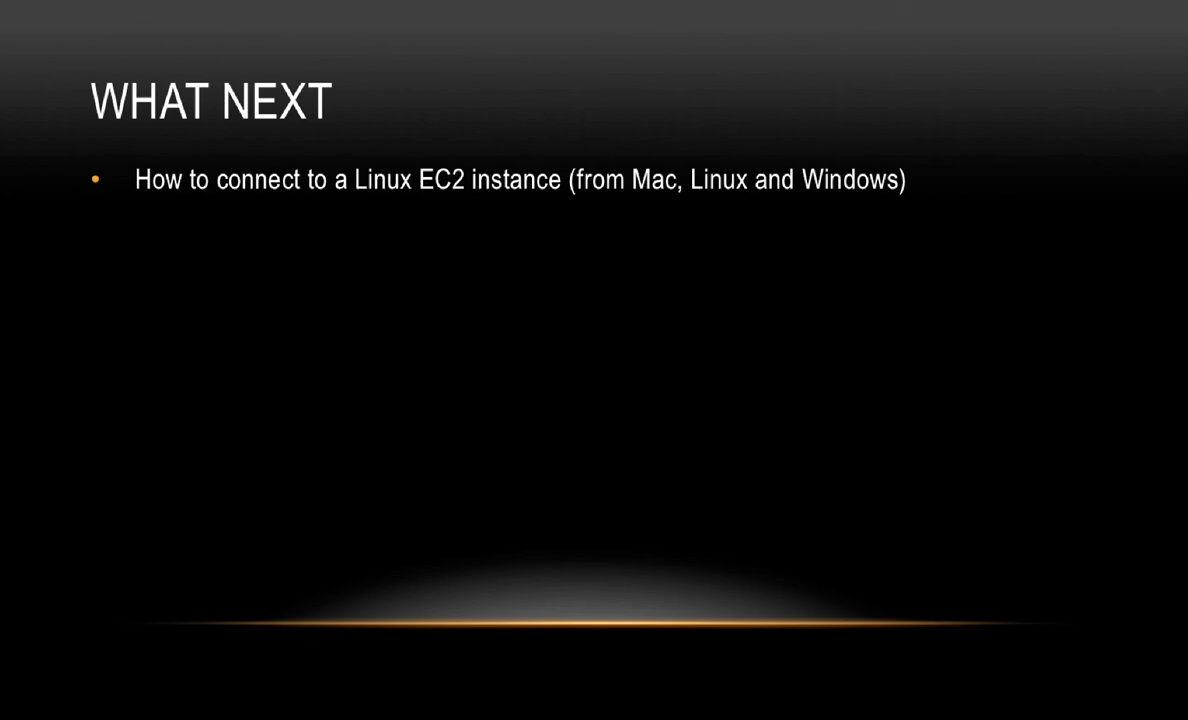 WHAT NEXT
• How to connect to a Linux EC2 instance (from Mac, Linux and Windows)